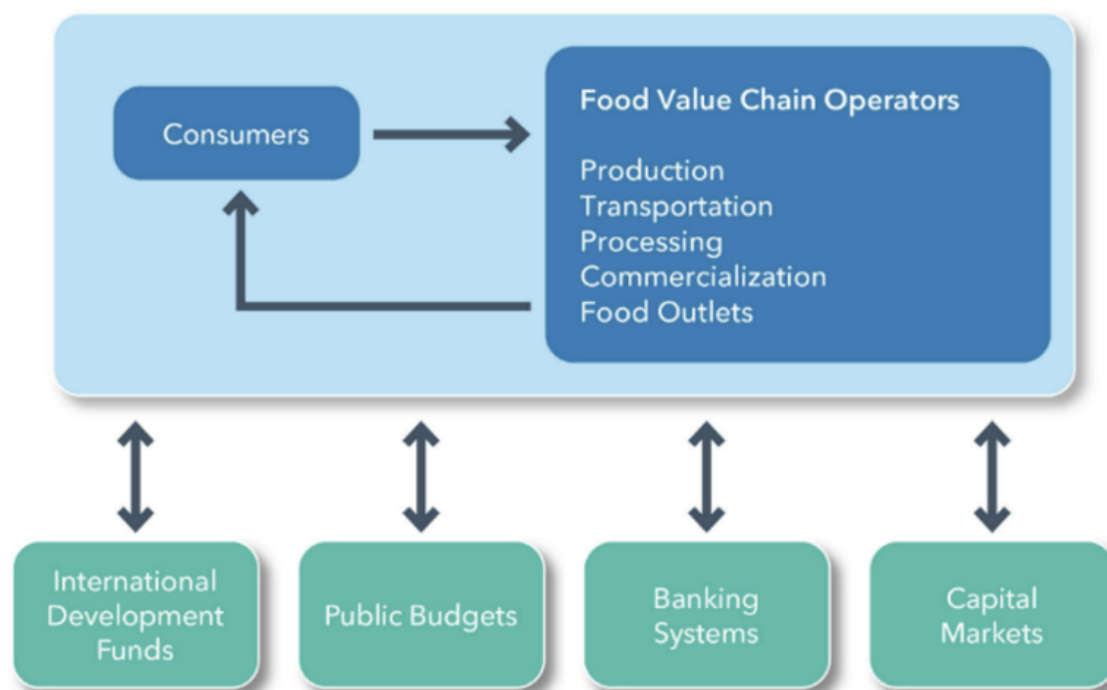 Consumers
Food Value Chain Operators
Production
Transportation
Processing
Commercialization
Food Outlets
International
Development
Funds
Public Budgets
Banking
Systems
Capital
Markets